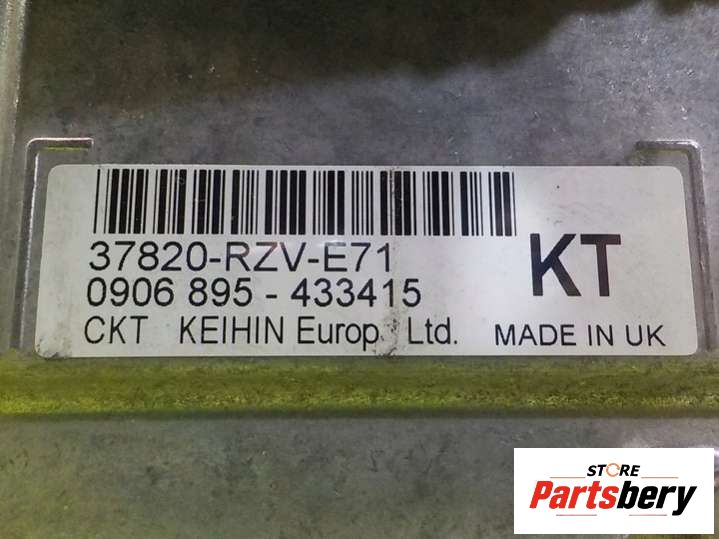 37820-RZV-E71
0906 895 - 433415
KT
CKT KEIHIN Europ Ltd. MADE IN UK
STORE
Partsbery